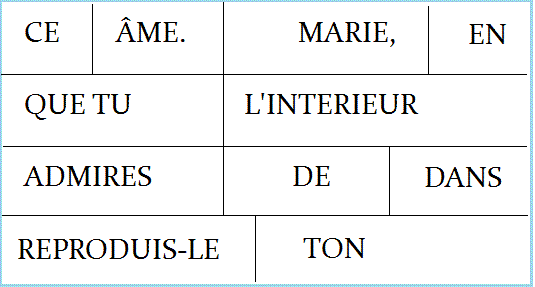 CE ÂME. MARIE, EN
QUE TU L'INTERIEUR
ADMIRES DE DANS
REPRODUIS-LE TON